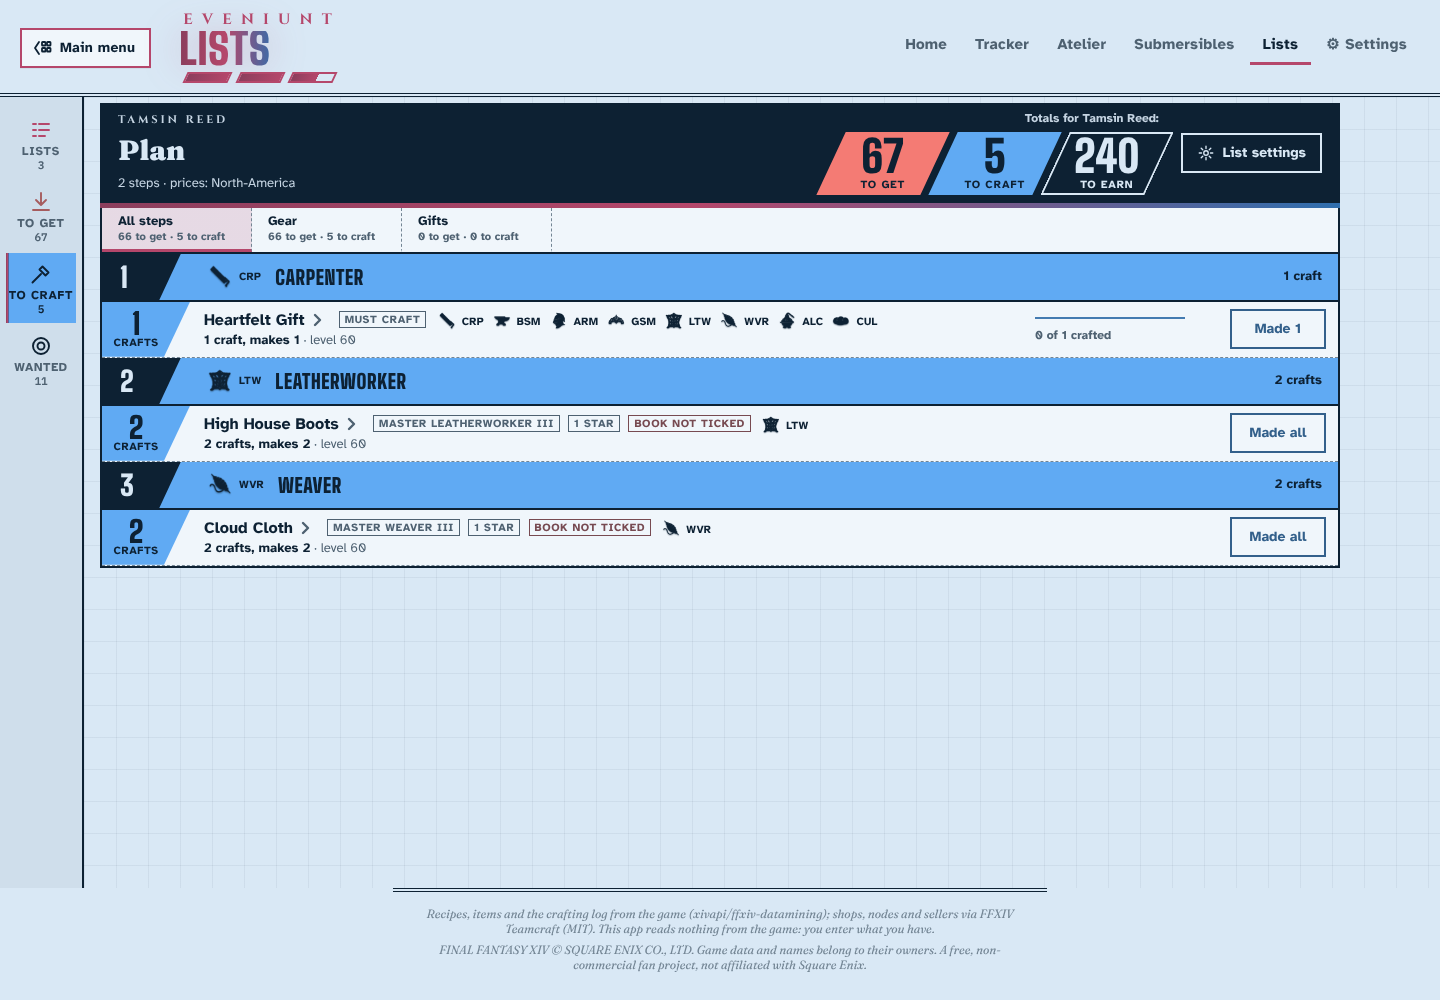 Main menu
EVENIUNT
LISTS
Home
Tracker
Atelier
Submersibles
Lists
Settings
LISTS
3
TO GET
67
TO CRAFT
5
WANTED
11
TAMSIN REED
Plan
2 steps · prices: North-America
Totals for Tamsin Reed:
67
TO GET
5
TO CRAFT
240
TO EARN
List settings
All steps
66 to get · 5 to craft
Gear
66 to get · 5 to craft
Gifts
0 to get · 0 to craft
1
CRP CARPENTER
1 craft
1
CRAFTS
Heartfelt Gift MUST CRAFT CRP BSM ARM GSM LTW WVR ALC CUL
1 craft, makes 1 · level 60
0 of 1 crafted
Made 1
2
LTW LEATHERWORKER
2 crafts
2
CRAFTS
High House Boots MASTER LEATHERWORKER III 1 STAR BOOK NOT TICKED LTW
2 crafts, makes 2 · level 60
Made all
3
WVR WEAVER
2 crafts
2
CRAFTS
Cloud Cloth MASTER WEAVER III 1 STAR BOOK NOT TICKED WVR
2 crafts, makes 2 · level 60
Made all
Recipes, items and the crafting log from the game (xivapi/ffxiv-datamining); shops, nodes and sellers via FFXIV
Teamcraft (MIT). This app reads nothing from the game: you enter what you have.
FINAL FANTASY XIV © SQUARE ENIX CO., LTD. Game data and names belong to their owners. A free, non-
commercial fan project, not affiliated with Square Enix.